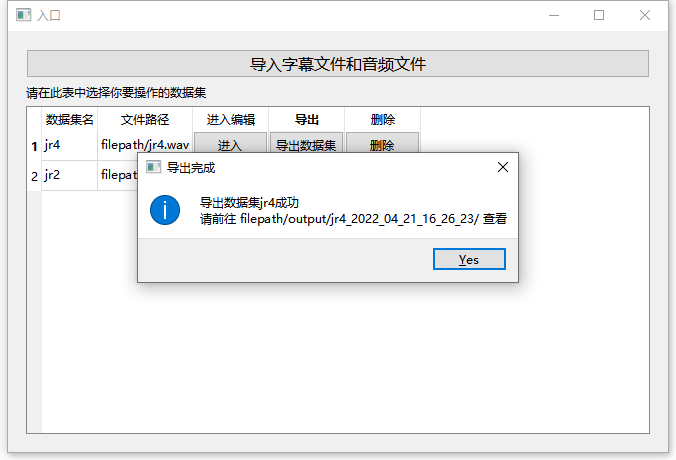 入口
导入字幕文件和音频文件
请在此表中选择你要操作的数据集
数据集名 文件路径 进入编辑 导出 删除
1 jr4 filepath/jr4.wav 进入 导出数据集 删除
2 jr2 filepat
导出完成
导出数据集jr4成功
请前往 filepath/output/jr4_2022_04_21_16_26_23/ 查看
Yes